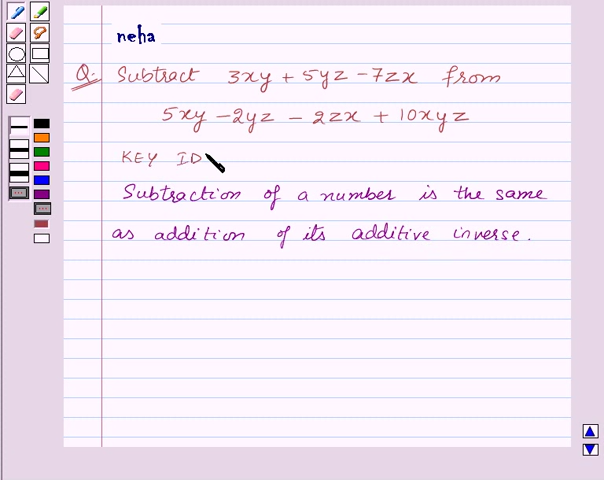 neha
Q. Subtract 3xy + 5yz - 7zx from
5xy - 2yz - 2zx + 10xyz
KEY ID
Subtraction of a number is the same
as addition of its additive inverse.